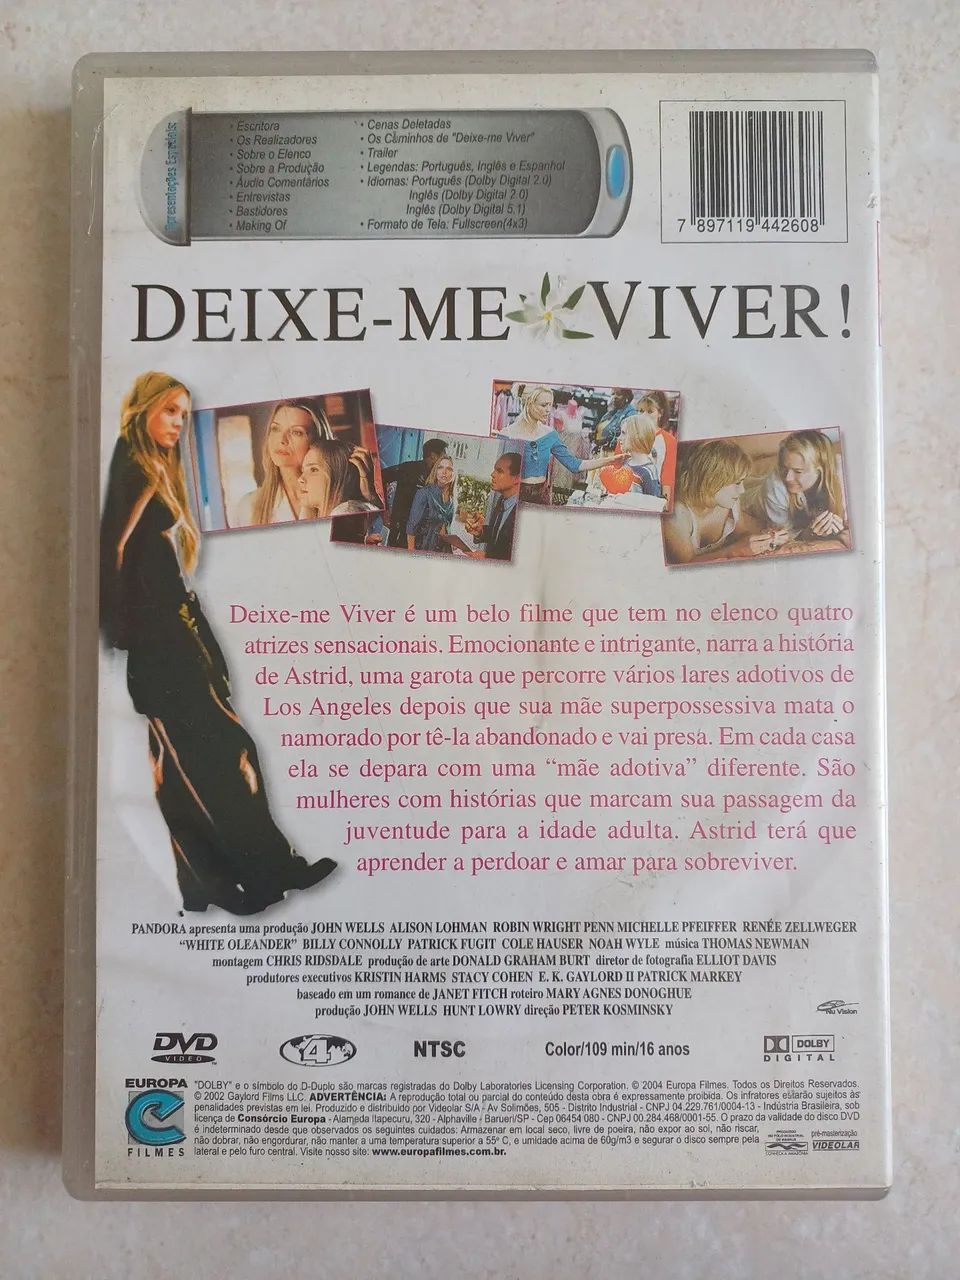 Apresentações Especiais:
• Escritora
• Os Realizadores
• Sobre o Elenco
• Sobre a Produção
• Áudio Comentários
• Entrevistas
• Bastidores
• Making Of
• Cenas Deletadas
• Os Caminhos de "Deixe-me Viver"
• Trailer
• Legendas: Português, Inglês e Espanhol
• Idiomas: Português (Dolby Digital 2.0)
Inglês (Dolby Digital 2.0)
Inglês (Dolby Digital 5.1)
• Formato de Tela: Fullscreen(4x3)
7 897119 442608
DEIXE-ME VIVER!
Deixe-me Viver é um belo filme que tem no elenco quatro
atrizes sensacionais. Emocionante e intrigante, narra a história
de Astrid, uma garota que percorre vários lares adotivos de
Los Angeles depois que sua mãe superpossessiva mata o
namorado por tê-la abandonado e vai presa. Em cada casa
ela se depara com uma “mãe adotiva” diferente. São
mulheres com histórias que marcam sua passagem da
juventude para a idade adulta. Astrid terá que
aprender a perdoar e amar para sobreviver.
PANDORA apresenta uma produção JOHN WELLS ALISON LOHMAN ROBIN WRIGHT PENN MICHELLE PFEIFFER RENÉE ZELLWEGER
“WHITE OLEANDER” BILLY CONNOLLY PATRICK FUGIT COLE HAUSER NOAH WYLE música THOMAS NEWMAN
montagem CHRIS RIDSDALE produção de arte DONALD GRAHAM BURT diretor de fotografia ELLIOT DAVIS
produtores executivos KRISTIN HARMS STACY COHEN E. K. GAYLORD II PATRICK MARKEY
baseado em um romance de JANET FITCH roteiro MARY AGNES DONOGHUE
produção JOHN WELLS HUNT LOWRY direção PETER KOSMINSKY
Nu Vision
DVD VIDEO
4
NTSC
Color/109 min/16 anos
DOLBY DIGITAL
EUROPA FILMES
"DOLBY" e o símbolo do D-Duplo são marcas registradas do Dolby Laboratories Licensing Corporation. © 2004 Europa Filmes. Todos os Direitos Reservados.
© 2002 Gaylord Films LLC. ADVERTÊNCIA: A reprodução total ou parcial do conteúdo desta obra é expressamente proibida. Os infratores estarão sujeitos às
penalidades previstas em lei. Produzido e distribuído por Videolar S/A - Av Solimões, 505 - Distrito Industrial - CNPJ 04.229.761/0004-13 - Indústria Brasileira, sob
licença de Consórcio Europa - Alameda Itapecuru, 320 - Alphaville - Barueri/SP - Cep 06454 080 - CNPJ 00.284.468/0001-55. O prazo da validade do disco DVD
é indeterminado desde que observados os seguintes cuidados: Armazenar em local seco, livre de poeira, não expor ao sol, não riscar,
não dobrar, não engordurar, não manter a uma temperatura superior a 55º C, e umidade acima de 60g/m3 e segurar o disco sempre pela
lateral e pelo furo central. Visite nosso site: www.europafilmes.com.br.
PRODUZIDO
NO POLO INDUSTRIAL
DE MANAUS
CONHEÇA A AMAZÔNIA
pré-masterização
VIDEOLAR